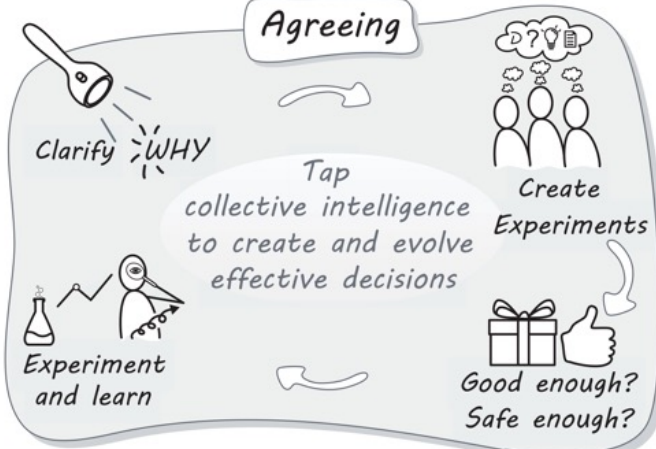 Agreeing
Clarify WHY
Tap
collective intelligence
to create and evolve
effective decisions
D?
Create
Experiments
Good enough?
Safe enough?
Experiment
and learn